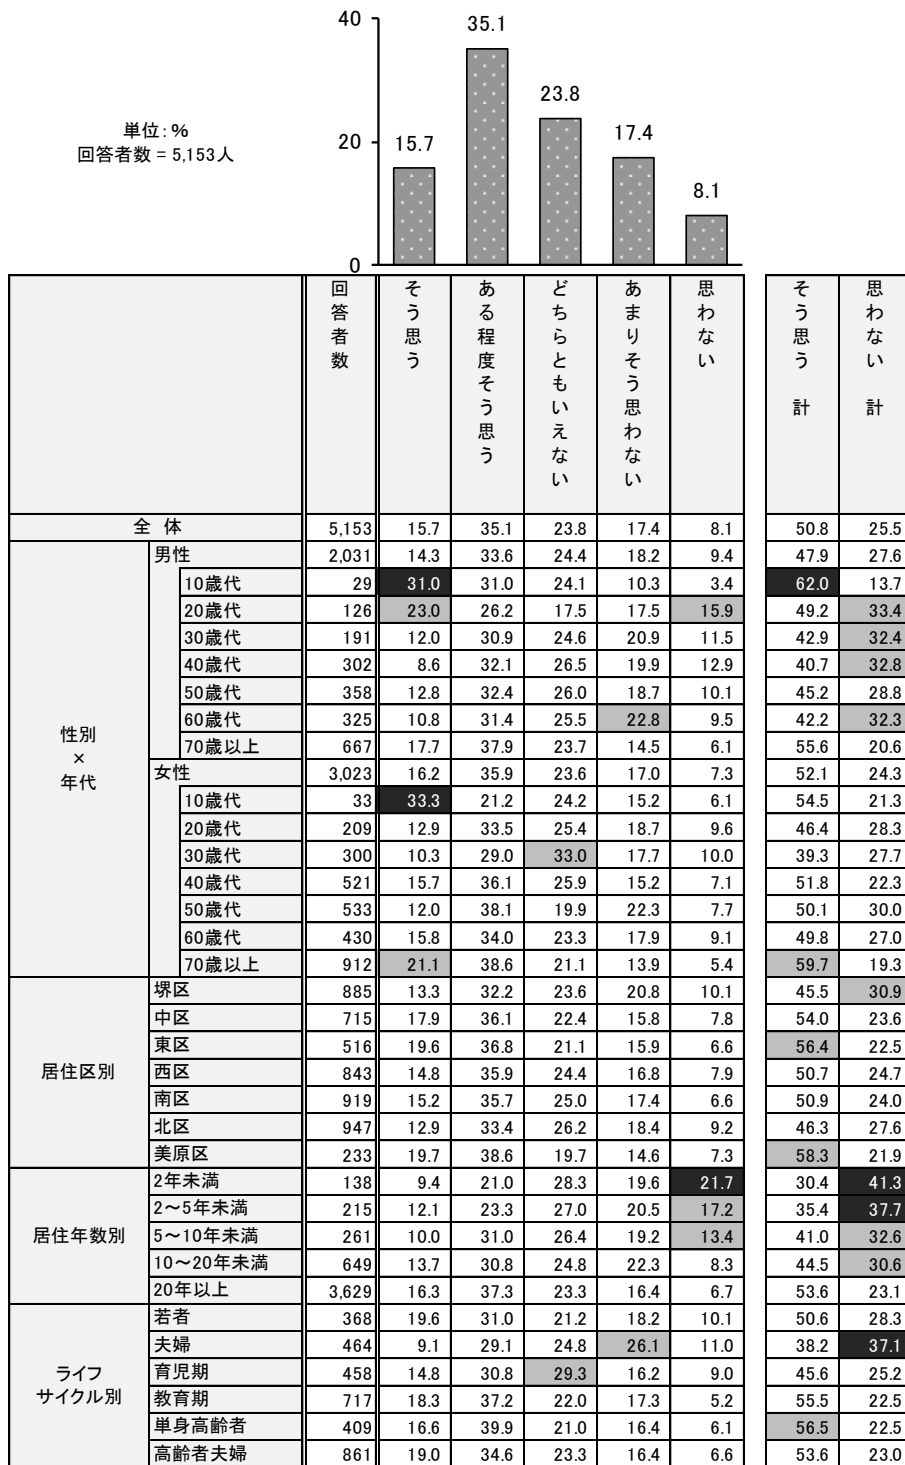 40
35.1
23.8
単位:%
回答者数 = 5,153人
20
15.7
17.4
8.1
0
回答者数 そう思う ある程度そう思う どちらともいえない あまりそう思わない 思わない そう思う 計 思わない 計
全 体 5,153 15.7 35.1 23.8 17.4 8.1 50.8 25.5
性別×年代
男性 2,031 14.3 33.6 24.4 18.2 9.4 47.9 27.6
10歳代 29 31.0 31.0 24.1 10.3 3.4 62.0 13.7
20歳代 126 23.0 26.2 17.5 17.5 15.9 49.2 33.4
30歳代 191 12.0 30.9 24.6 20.9 11.5 42.9 32.4
40歳代 302 8.6 32.1 26.5 19.9 12.9 40.7 32.8
50歳代 358 12.8 32.4 26.0 18.7 10.1 45.2 28.8
60歳代 325 10.8 31.4 25.5 22.8 9.5 42.2 32.3
70歳以上 667 17.7 37.9 23.7 14.5 6.1 55.6 20.6
女性 3,023 16.2 35.9 23.6 17.0 7.3 52.1 24.3
10歳代 33 33.3 21.2 24.2 15.2 6.1 54.5 21.3
20歳代 209 12.9 33.5 25.4 18.7 9.6 46.4 28.3
30歳代 300 10.3 29.0 33.0 17.7 10.0 39.3 27.7
40歳代 521 15.7 36.1 25.9 15.2 7.1 51.8 22.3
50歳代 533 12.0 38.1 19.9 22.3 7.7 50.1 30.0
60歳代 430 15.8 34.0 23.3 17.9 9.1 49.8 27.0
70歳以上 912 21.1 38.6 21.1 13.9 5.4 59.7 19.3
居住区別
堺区 885 13.3 32.2 23.6 20.8 10.1 45.5 30.9
中区 715 17.9 36.1 22.4 15.8 7.8 54.0 23.6
東区 516 19.6 36.8 21.1 15.9 6.6 56.4 22.5
西区 843 14.8 35.9 24.4 16.8 7.9 50.7 24.7
南区 919 15.2 35.7 25.0 17.4 6.6 50.9 24.0
北区 947 12.9 33.4 26.2 18.4 9.2 46.3 27.6
美原区 233 19.7 38.6 19.7 14.6 7.3 58.3 21.9
居住年数別
2年未満 138 9.4 21.0 28.3 19.6 21.7 30.4 41.3
2～5年未満 215 12.1 23.3 27.0 20.5 17.2 35.4 37.7
5～10年未満 261 10.0 31.0 26.4 19.2 13.4 41.0 32.6
10～20年未満 649 13.7 30.8 24.8 22.3 8.3 44.5 30.6
20年以上 3,629 16.3 37.3 23.3 16.4 6.7 53.6 23.1
ライフ
サイクル別
若者 368 19.6 31.0 21.2 18.2 10.1 50.6 28.3
夫婦 464 9.1 29.1 24.8 26.1 11.0 38.2 37.1
育児期 458 14.8 30.8 29.3 16.2 9.0 45.6 25.2
教育期 717 18.3 37.2 22.0 17.3 5.2 55.5 22.5
単身高齢者 409 16.6 39.9 21.0 16.4 6.1 56.5 22.5
高齢者夫婦 861 19.0 34.6 23.3 16.4 6.6 53.6 23.0